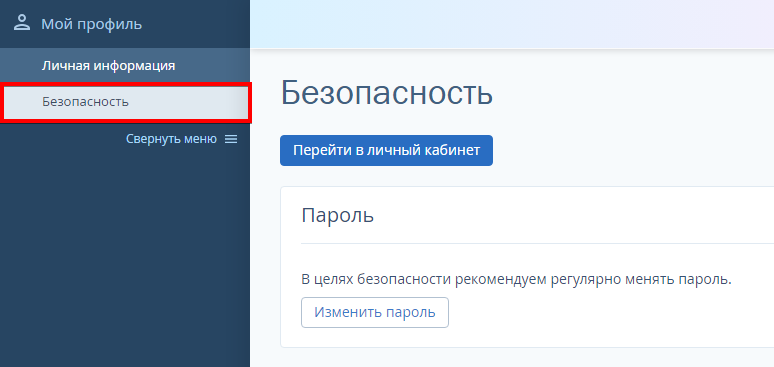 Мой профиль
Личная информация
Безопасность
Свернуть меню
Безопасность
Перейти в личный кабинет
Пароль
В целях безопасности рекомендуем регулярно менять пароль.
Изменить пароль